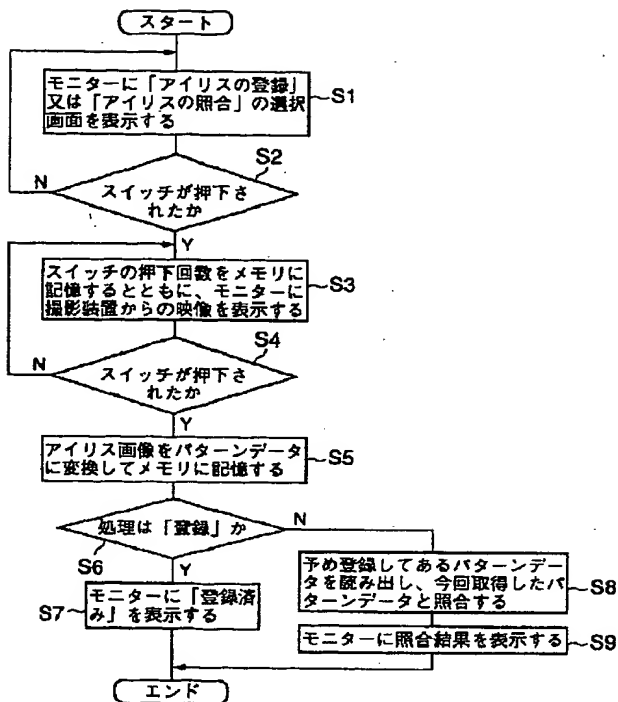 スタート
モニターに「アイリスの登録」
又は「アイリスの照合」の選択
画面を表示する
S1
S2
N
スイッチが押下さ
れたか
Y
スイッチの押下回数をメモリに
記憶するとともに、モニターに
撮影装置からの映像を表示する
S3
S4
N
スイッチが押下さ
れたか
Y
アイリス画像をパターンデータ
に変換してメモリに記憶する
S5
処理は「登録」か
N
S6
Y
モニターに「登録済
み」を表示する
S7
予め登録してあるパターンデー
タを読み出し、今回取得したパ
ターンデータと照合する
S8
モニターに照合結果を表示する
S9
エンド